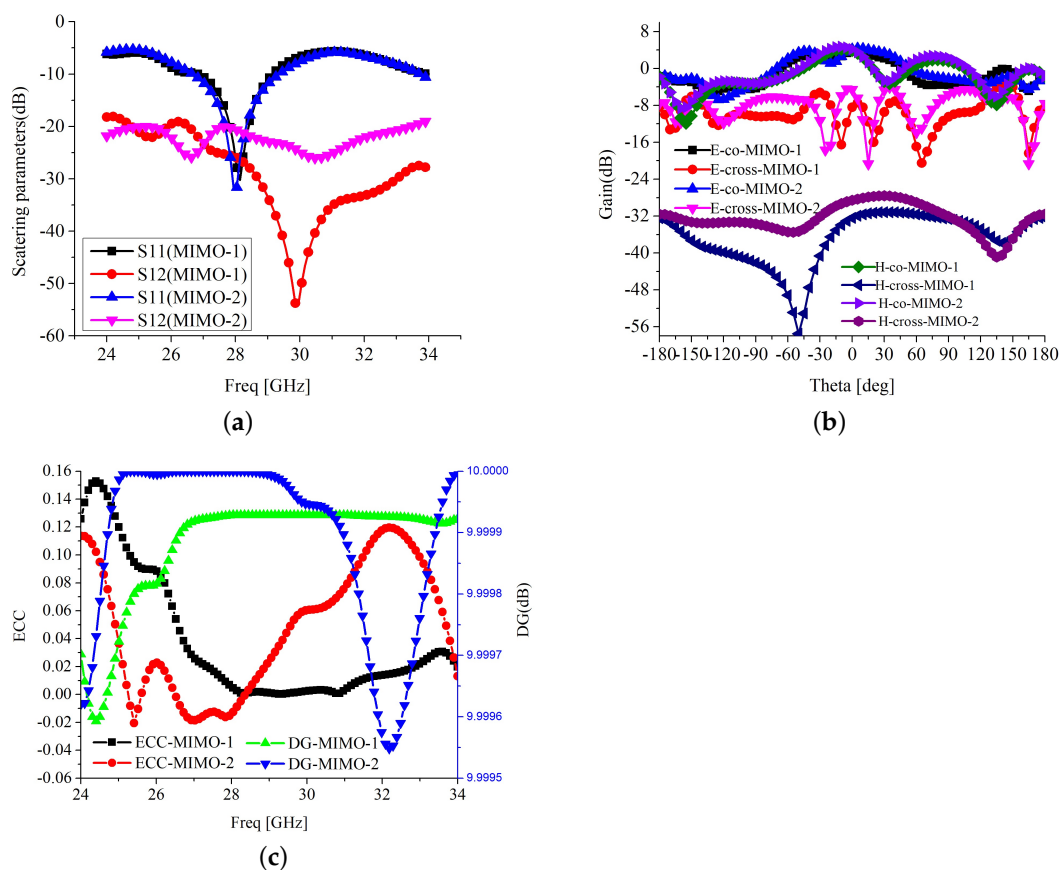 0
-10
-20
-30
-40
-50
-60
Scatering parameters(dB)
S11(MIMO-1)
S12(MIMO-1)
S11(MIMO-2)
S12(MIMO-2)
24 26 28 30 32 34
Freq [GHz]
(a)
4
0
-8
-16
-24
-32
-40
-48
-56
Gain(dB)
E-co-MIMO-1
E-cross-MIMO-1
E-co-MIMO-2
E-cross-MIMO-2
H-co-MIMO-1
H-cross-MIMO-1
H-co-MIMO-2
H-cross-MIMO-2
-180 -150 -120 -90 -60 -30 0 30 60 90 120 150 180
Theta [deg]
(b)
0.16
0.14
0.12
0.10
0.08
0.06
0.04
0.02
0.00
-0.02
-0.04
-0.06
ECC
10.0000
9.9999
9.9998
9.9997
9.9996
9.9995
DG(dB)
ECC-MIMO-1 DG-MIMO-1
ECC-MIMO-2 DG-MIMO-2
24 26 28 30 32 34
Freq [GHz]
(c)